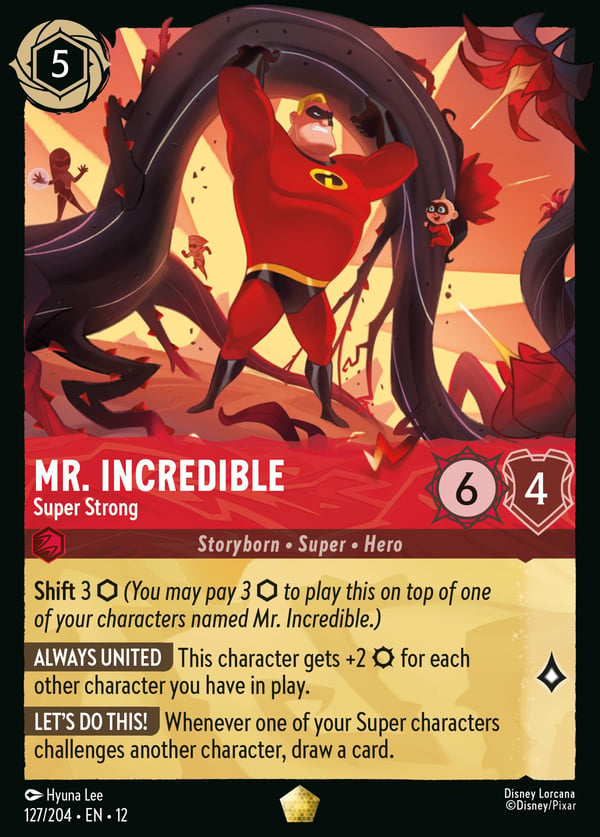 5
MR. INCREDIBLE
Super Strong
6
4
Storyborn • Super • Hero
Shift 3 ⬡ (You may pay 3 ⬡ to play this on top of one
of your characters named Mr. Incredible.)
ALWAYS UNITED This character gets +2 ¤ for each
other character you have in play.
LET'S DO THIS! Whenever one of your Super characters
challenges another character, draw a card.
Hyuna Lee
127/204 • EN • 12
Disney Lorcana
©Disney/Pixar